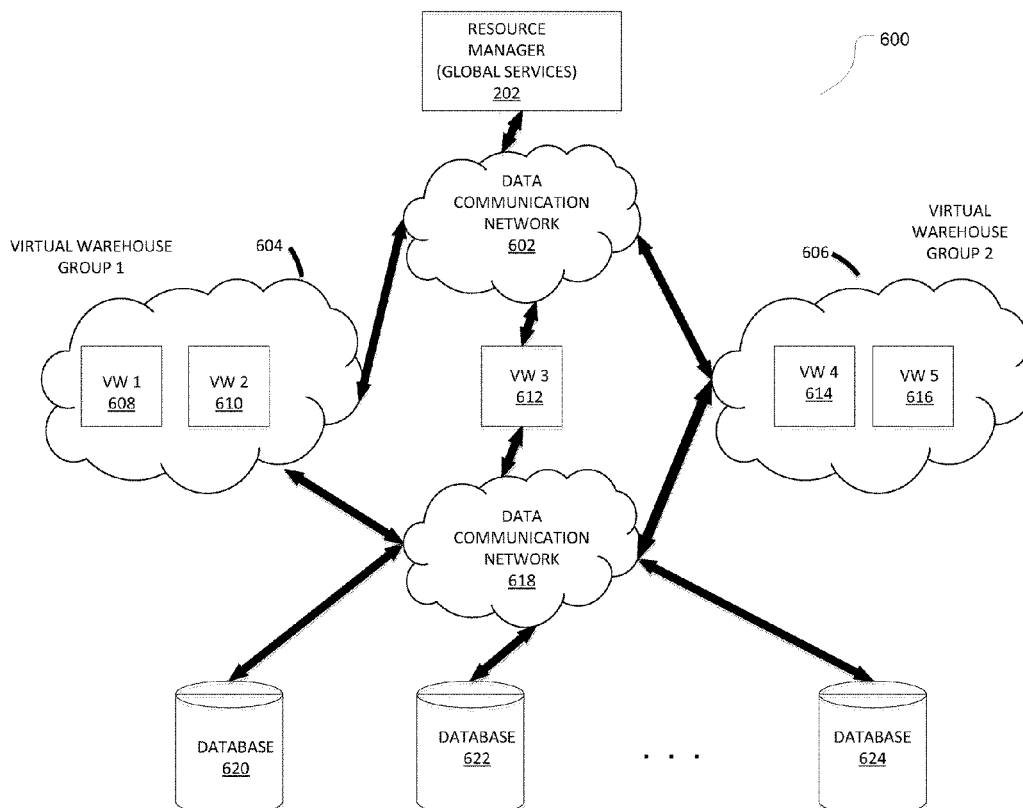 RESOURCE
MANAGER
(GLOBAL SERVICES)
202
600
DATA
COMMUNICATION
NETWORK
602
VIRTUAL WAREHOUSE
GROUP 1
604
VIRTUAL
WAREHOUSE
GROUP 2
606
VW 1
608
VW 2
610
VW 3
612
VW 4
614
VW 5
616
DATA
COMMUNICATION
NETWORK
618
DATABASE
620
DATABASE
622
. . .
DATABASE
624